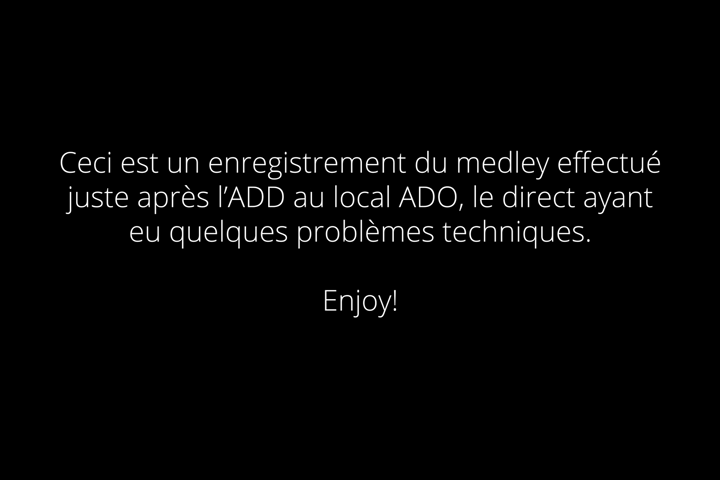 Ceci est un enregistrement du medley effectué
juste après l’ADD au local ADO, le direct ayant
eu quelques problèmes techniques.
Enjoy!